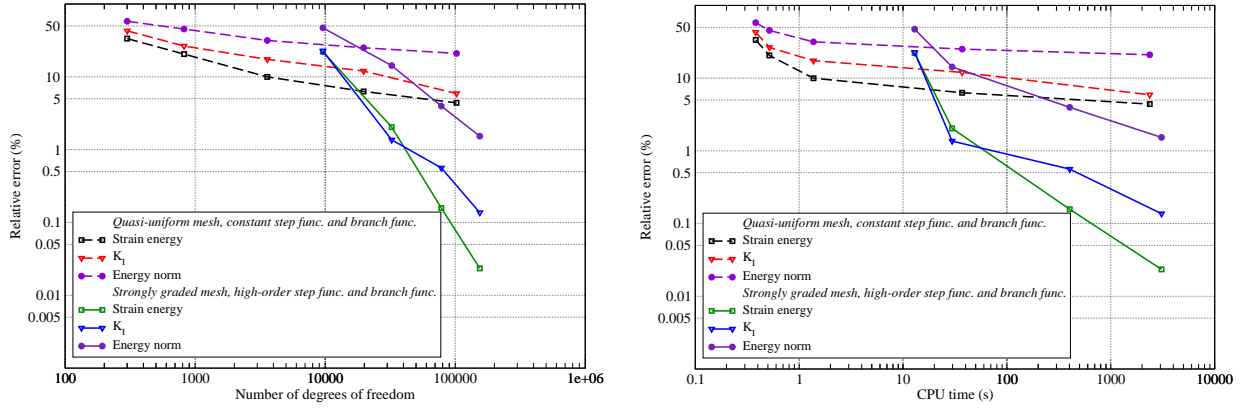 50
10
5
1
0.5
0.1
0.05
0.01
0.005
Relative error (%)
Quasi-uniform mesh, constant step func. and branch func.
Strain energy
K_I
Energy norm
Strongly graded mesh, high-order step func. and branch func.
Strain energy
K_I
Energy norm
100
1000
10000
100000
1e+06
Number of degrees of freedom
50
10
5
1
0.5
0.1
0.05
0.01
0.005
Relative error (%)
Quasi-uniform mesh, constant step func. and branch func.
Strain energy
K_I
Energy norm
Strongly graded mesh, high-order step func. and branch func.
Strain energy
K_I
Energy norm
0.1
1
10
100
1000
10000
CPU time (s)